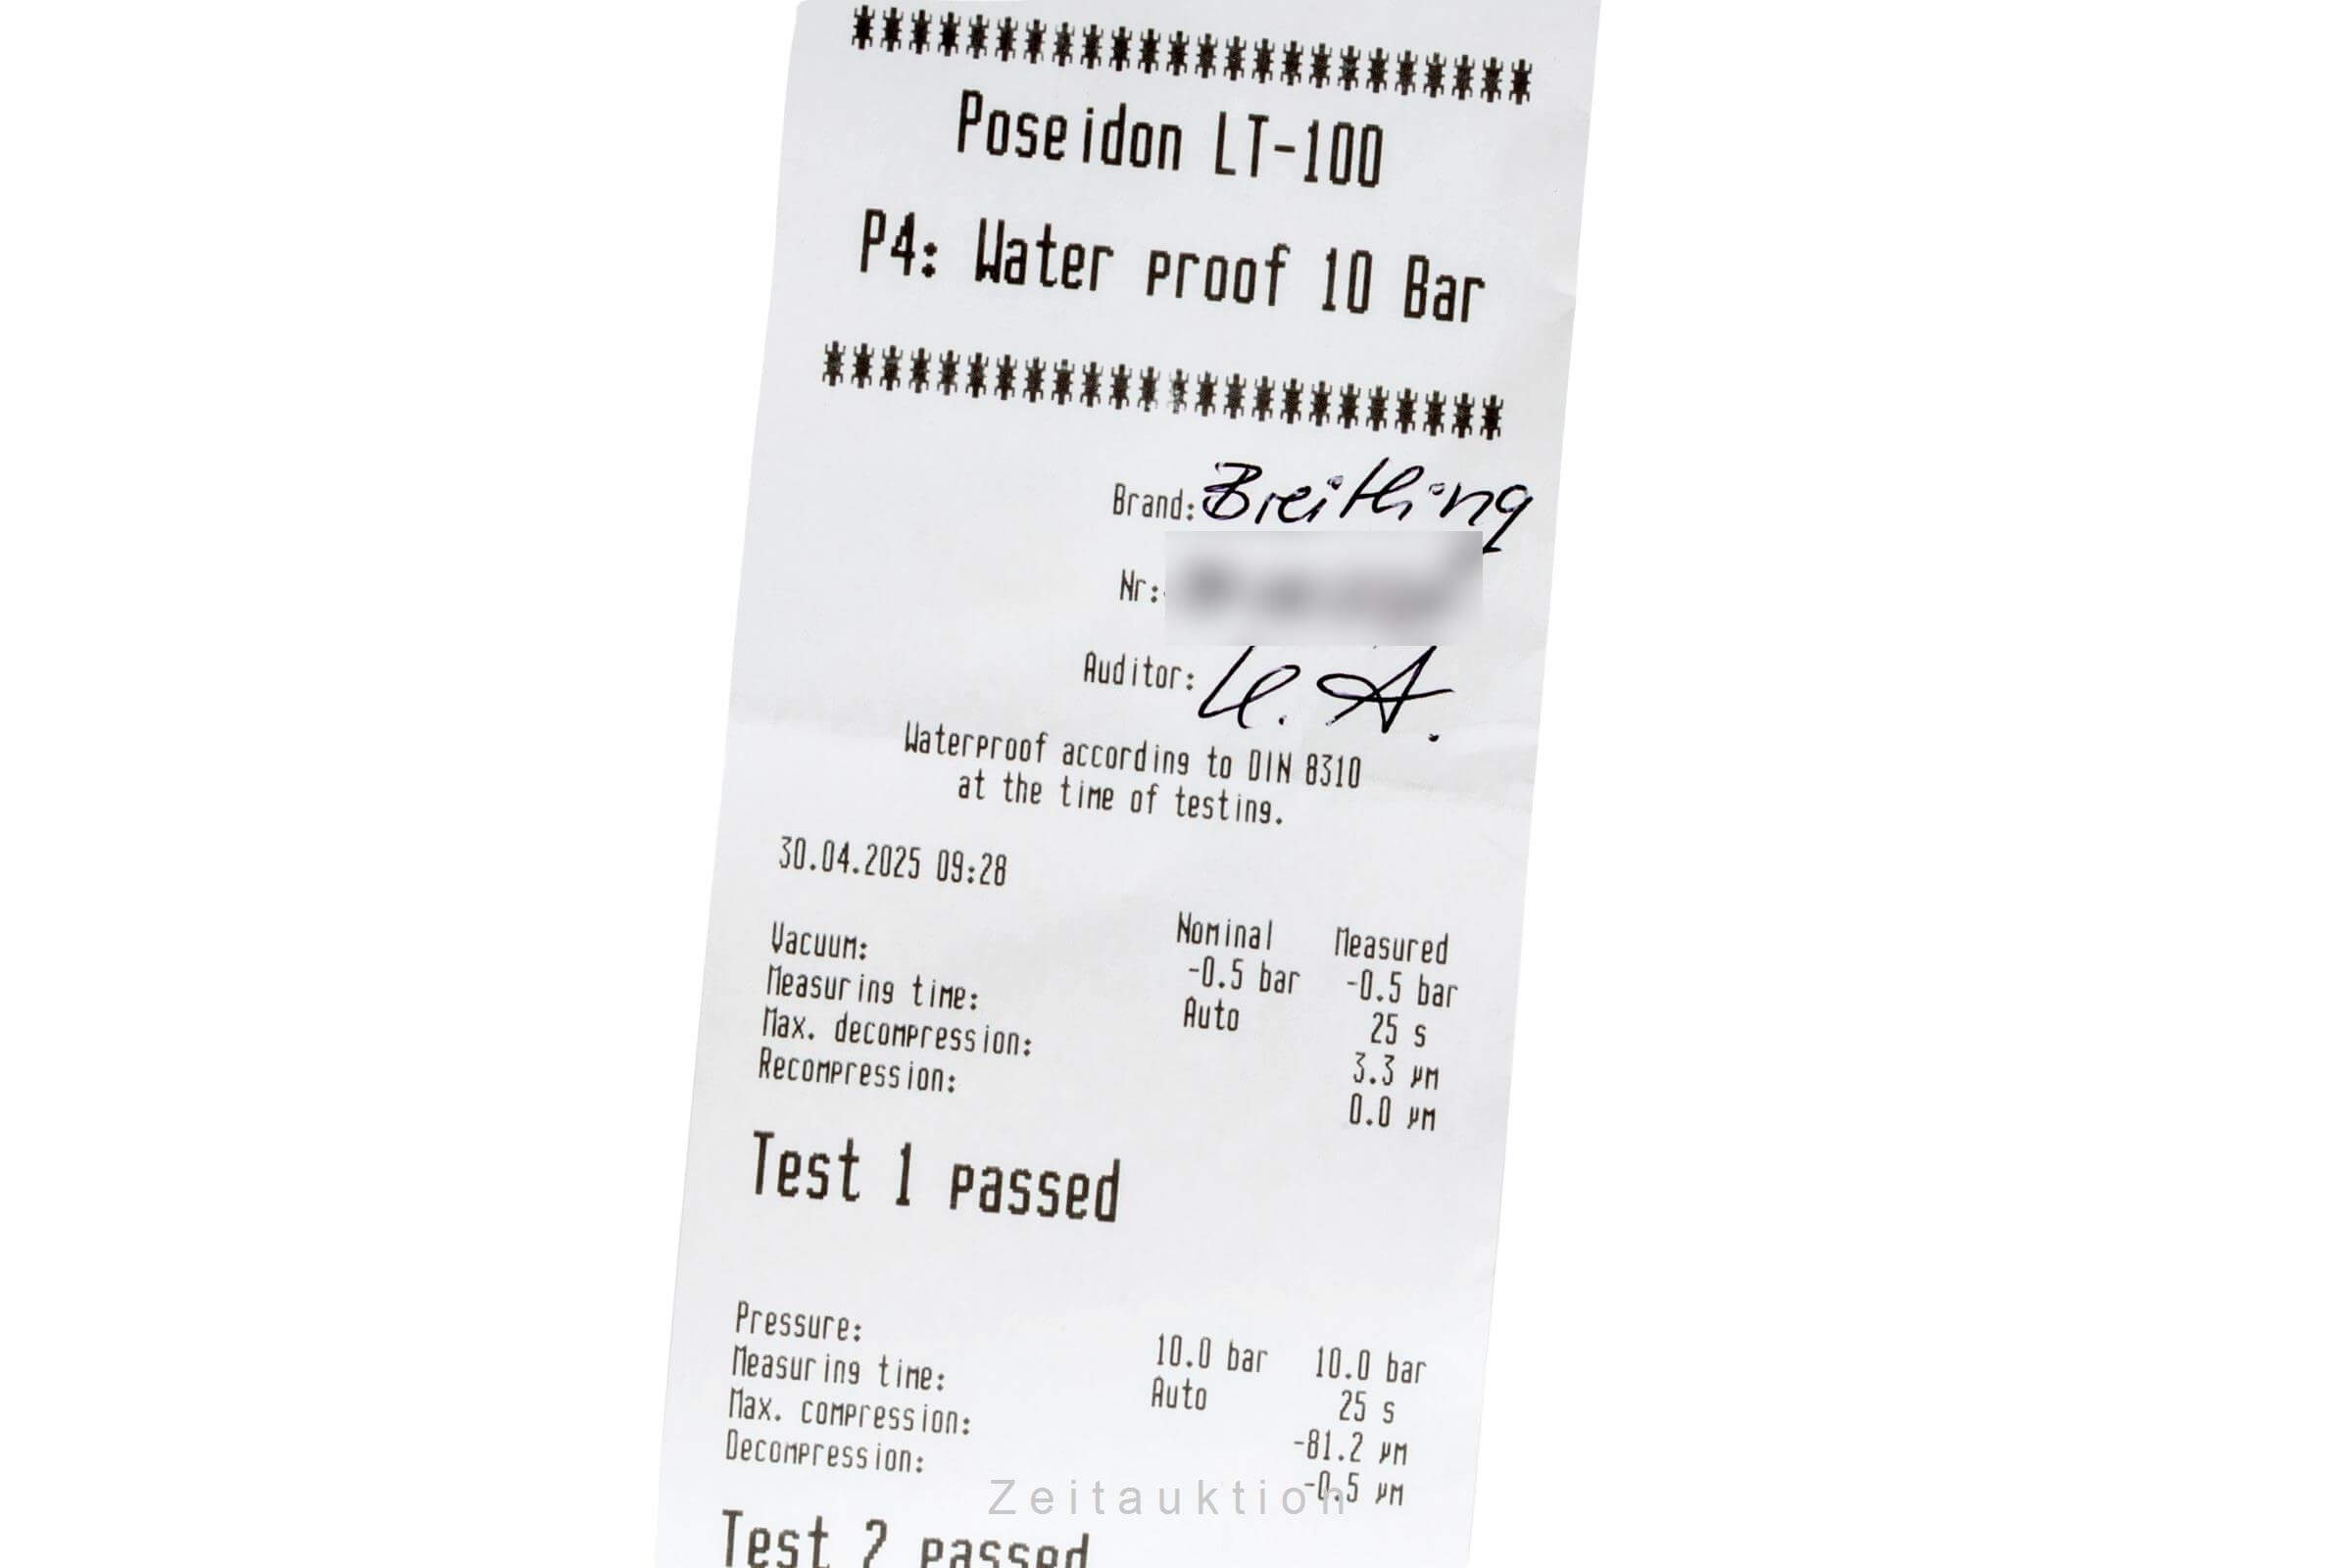 Poseidon LT-100
P4: Water proof 10 Bar
Brand: Breitling
Nr:
Auditor: U. A.
Waterproof according to DIN 8310
at the time of testing.
30.04.2025 09:28
Nominal Measured
Vacuum: -0.5 bar -0.5 bar
Measuring time: Auto 25 s
Max. decompression: 3.3 µm
Recompression: 0.0 µm
Test 1 passed
Pressure: 10.0 bar 10.0 bar
Measuring time: Auto 25 s
Max. compression: -81.2 µm
Decompression: -0.5 µm
Zeitauktion
Test 2 passed